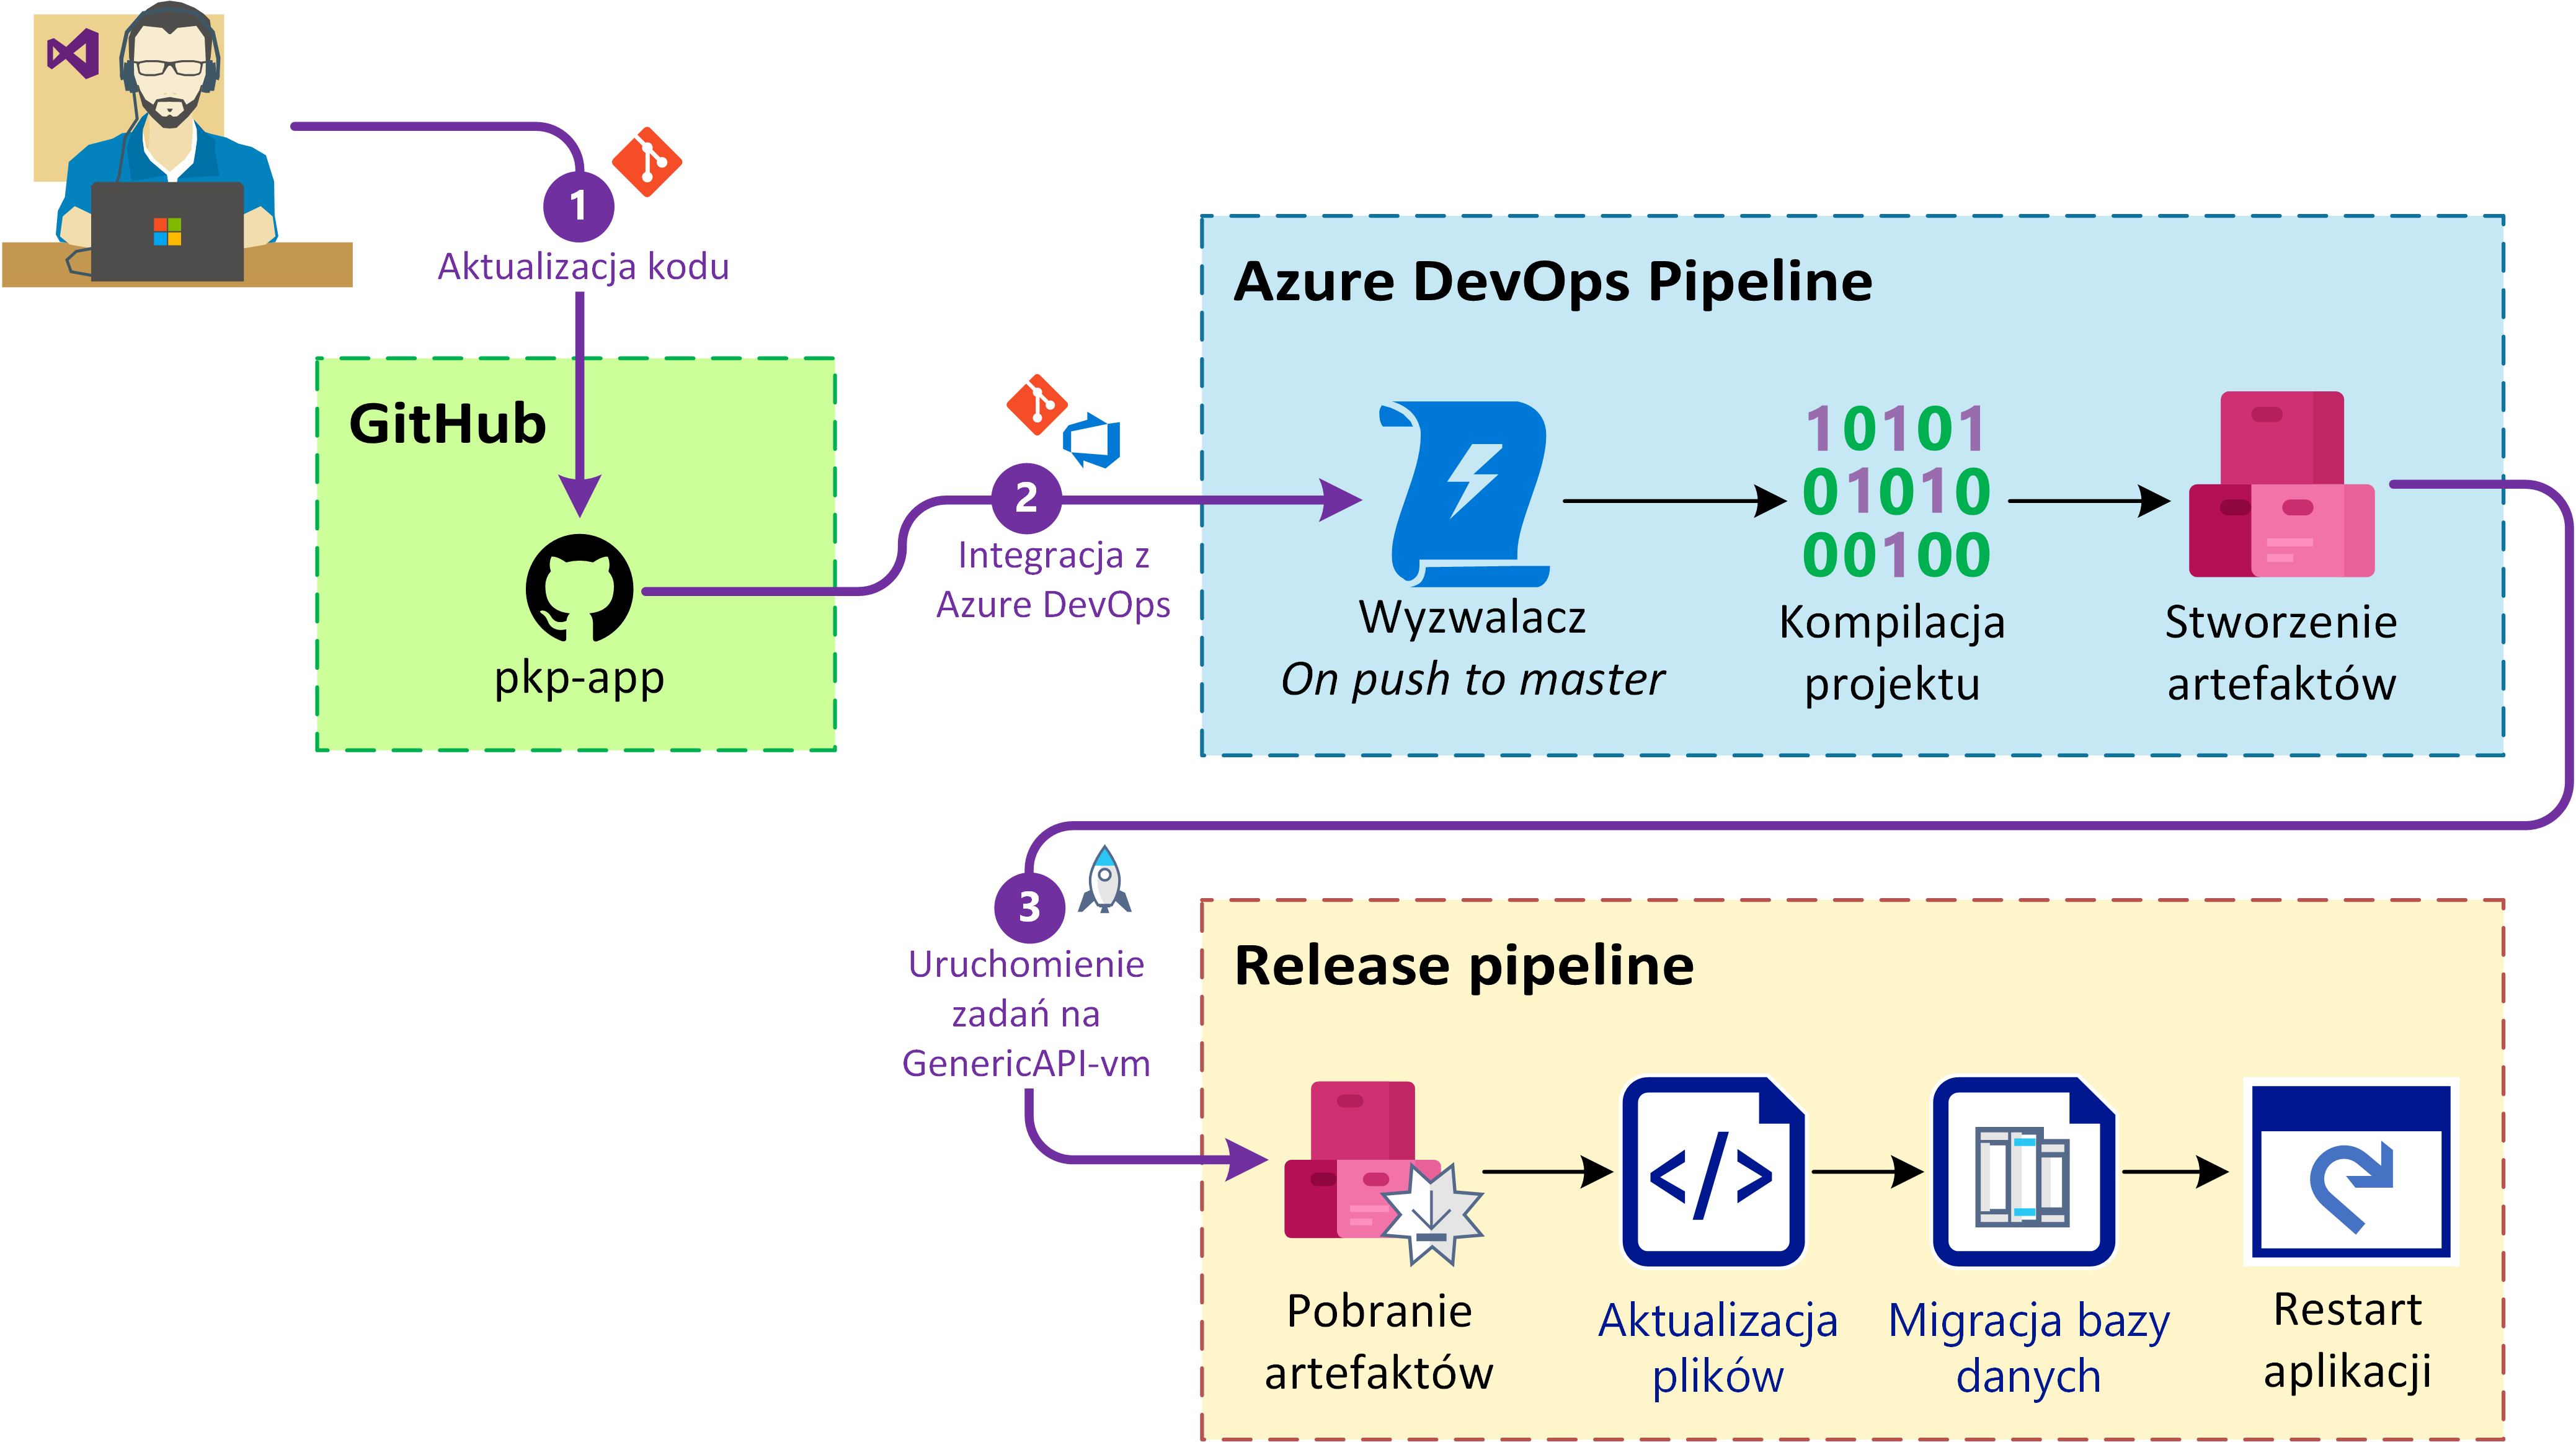 1
Aktualizacja kodu
GitHub
pkp-app
2
Integracja z
Azure DevOps
Azure DevOps Pipeline
Wyzwalacz
On push to master
10101
01010
00100
Kompilacja
projektu
Stworzenie
artefaktów
3
Uruchomienie
zadań na
GenericAPI-vm
Release pipeline
Pobranie
artefaktów
</>
Aktualizacja
plików
Migracja bazy
danych
Restart
aplikacji